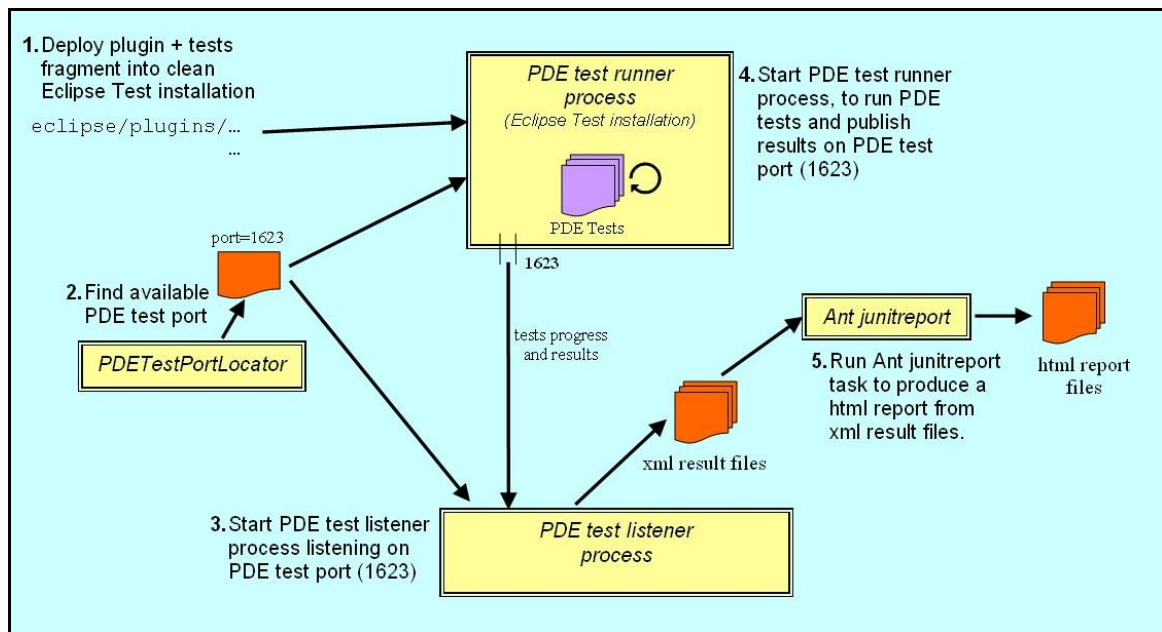 1. Deploy plugin + tests
fragment into clean
Eclipse Test installation
eclipse/plugins/...
...
PDE test runner
process
(Eclipse Test installation)
PDE Tests
1623
4. Start PDE test runner
process, to run PDE
tests and publish
results on PDE test
port (1623)
port=1623
2. Find available
PDE test port
PDETestPortLocator
tests progress
and results
Ant junitreport
5. Run Ant junitreport
task to produce a
html report from
xml result files.
html report
files
xml result files
3. Start PDE test listener
process listening on
PDE test port (1623)
PDE test listener
process